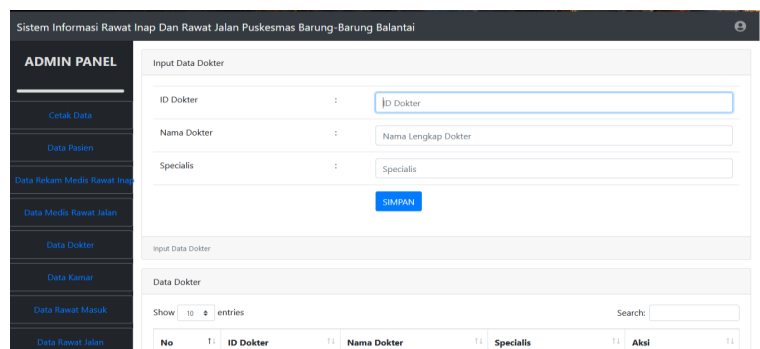 Sistem Informasi Rawat Inap Dan Rawat Jalan Puskesmas Barung-Barung Balantai
ADMIN PANEL
Cetak Data
Data Pasien
Data Rekam Medis Rawat Inap
Data Medis Rawat Jalan
Data Dokter
Data Kamar
Data Rawat Masuk
Data Rawat Jalan
Input Data Dokter
ID Dokter : ID Dokter
Nama Dokter : Nama Lengkap Dokter
Specialis : Specialis
SIMPAN
Input Data Dokter
Data Dokter
Show 10 entries Search:
No ID Dokter Nama Dokter Specialis Aksi